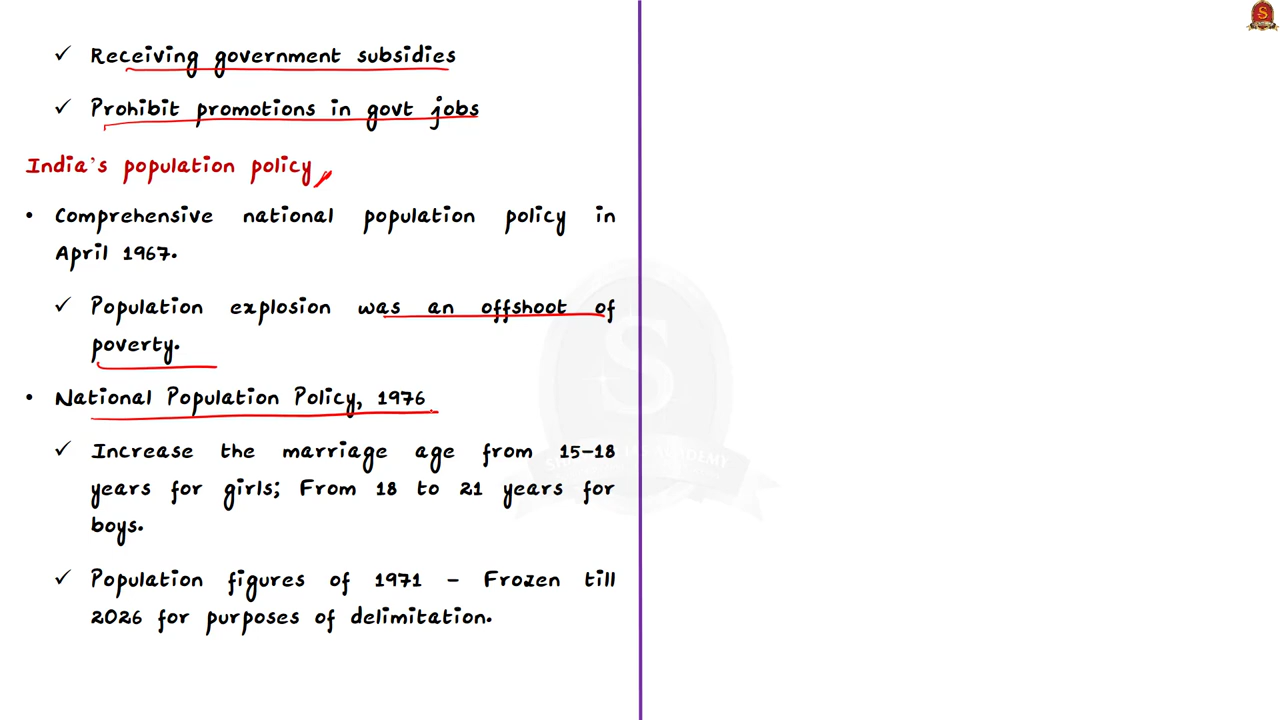 ✓ Receiving government subsidies
✓ Prohibit promotions in govt jobs
India's population policy
• Comprehensive national population policy in
April 1967.
✓ Population explosion was an offshoot of
poverty.
• National Population Policy, 1976
✓ Increase the marriage age from 15-18
years for girls; From 18 to 21 years for
boys.
✓ Population figures of 1971 - Frozen till
2026 for purposes of delimitation.